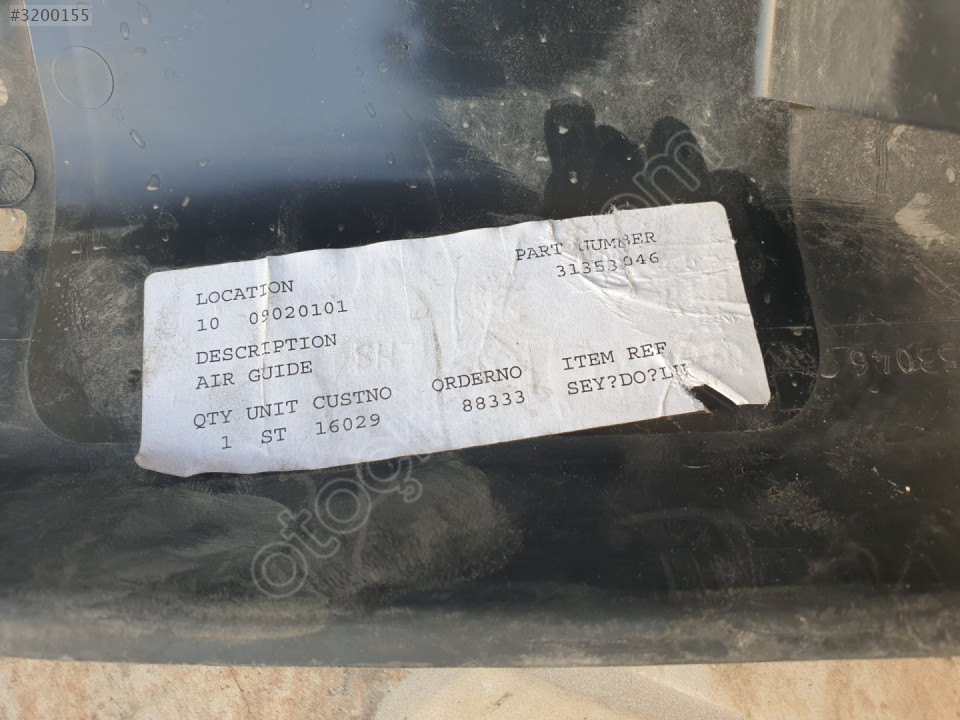 #3200155
PART NUMBER
31353046
LOCATION
10 09020101
DESCRIPTION
AIR GUIDE
QTY UNIT CUSTNO ORDERNO ITEM REF
1 ST 16029 88333 SEY?DO?LU